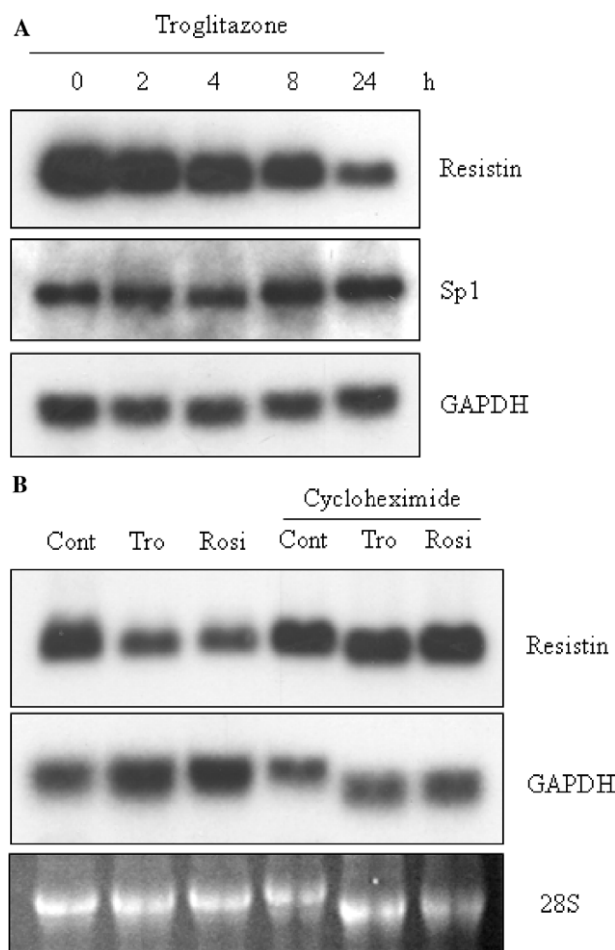 A
Troglitazone
0 2 4 8 24 h
Resistin
Sp1
GAPDH
B
Cycloheximide
Cont Tro Rosi Cont Tro Rosi
Resistin
GAPDH
28S